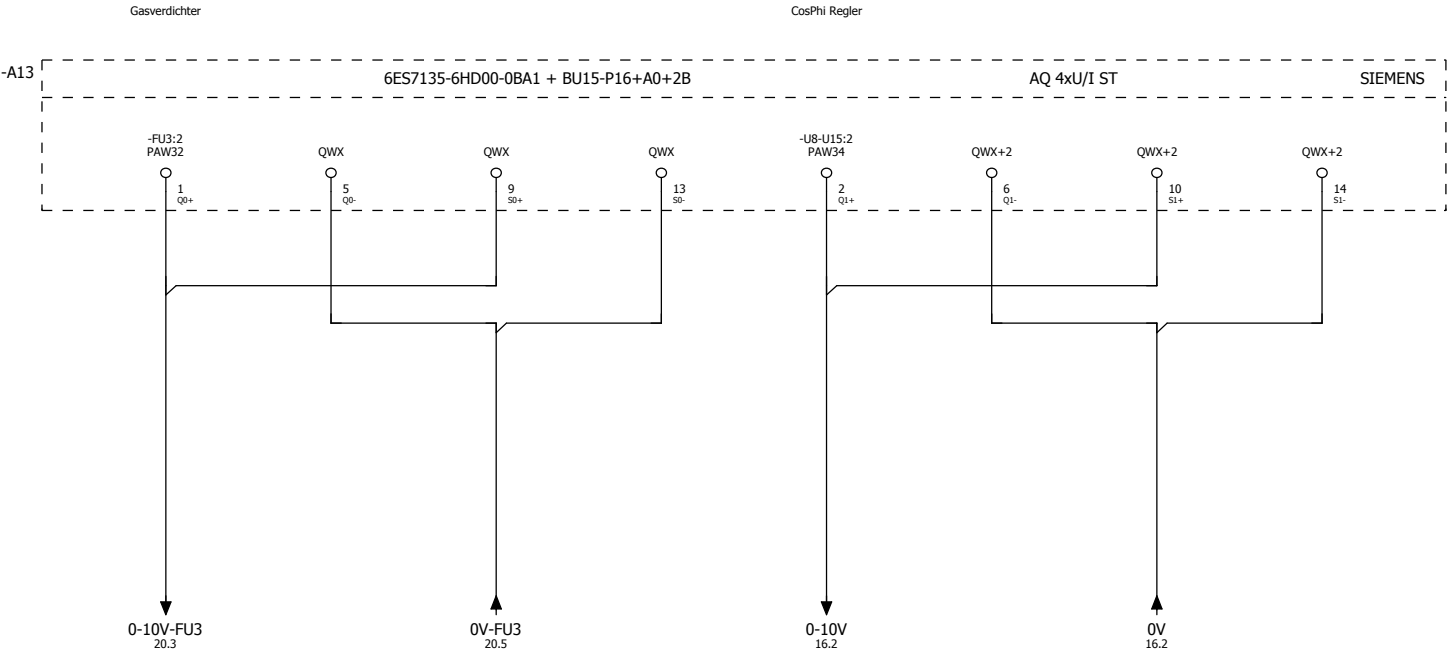 Gasverdichter
CosPhi Regler
-A13
6ES7135-6HD00-0BA1 + BU15-P16+A0+2B
AQ 4xU/I ST
SIEMENS
-FU3:2
PAW32
QWX
QWX
QWX
-U8-U15:2
PAW34
QWX+2
QWX+2
QWX+2
1
Q0+
5
Q0-
9
S0+
13
S0-
2
Q1+
6
Q1-
10
S1+
14
S1-
0-10V-FU3
20.3
0V-FU3
20.5
0-10V
16.2
0V
16.2